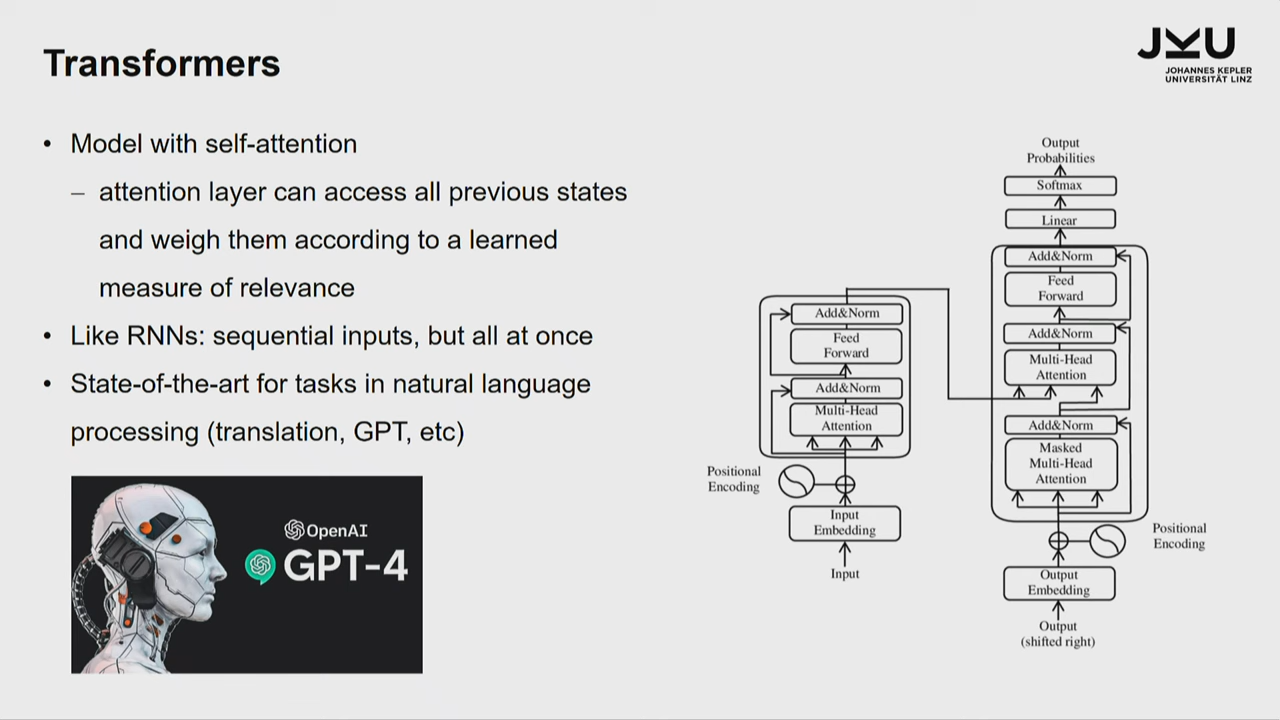 Transformers
JKU
JOHANNES KEPLER
UNIVERSITÄT LINZ
• Model with self-attention
– attention layer can access all previous states
and weigh them according to a learned
measure of relevance
• Like RNNs: sequential inputs, but all at once
• State-of-the-art for tasks in natural language
processing (translation, GPT, etc)
OpenAI
GPT-4
Add&Norm
Feed
Forward
Add&Norm
Multi-Head
Attention
Positional
Encoding
Input
Embedding
Input
Output
Probabilities
Softmax
Linear
Add&Norm
Feed
Forward
Add&Norm
Multi-Head
Attention
Add&Norm
Masked
Multi-Head
Attention
Positional
Encoding
Output
Embedding
Output
(shifted right)